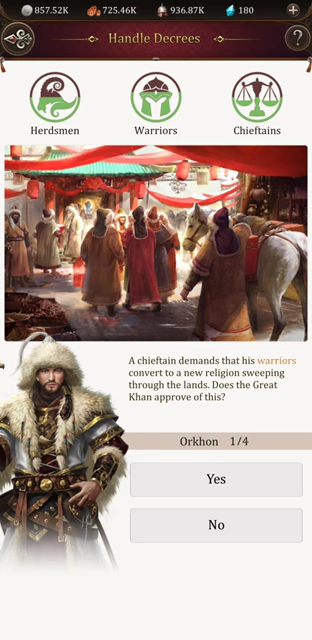 857.52K 725.46K 936.87K 180 +
Handle Decrees ?
Herdsmen Warriors Chieftains
A chieftain demands that his warriors
convert to a new religion sweeping
through the lands. Does the Great
Khan approve of this?
Orkhon 1/4
Yes
No